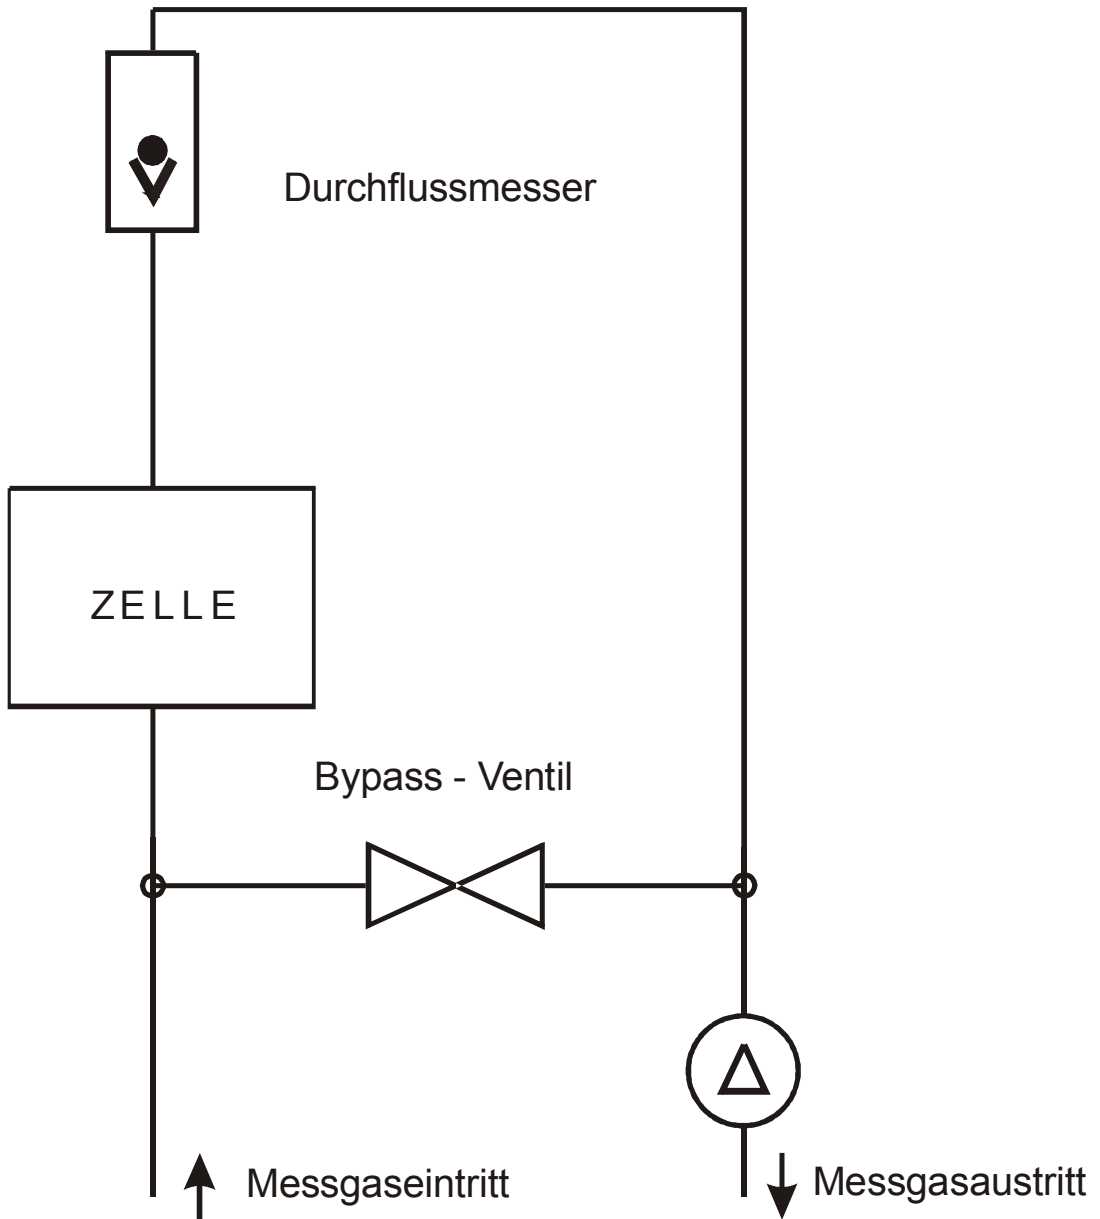 Durchflussmesser
ZELLE
Bypass - Ventil
Messgaseintritt
Messgasaustritt